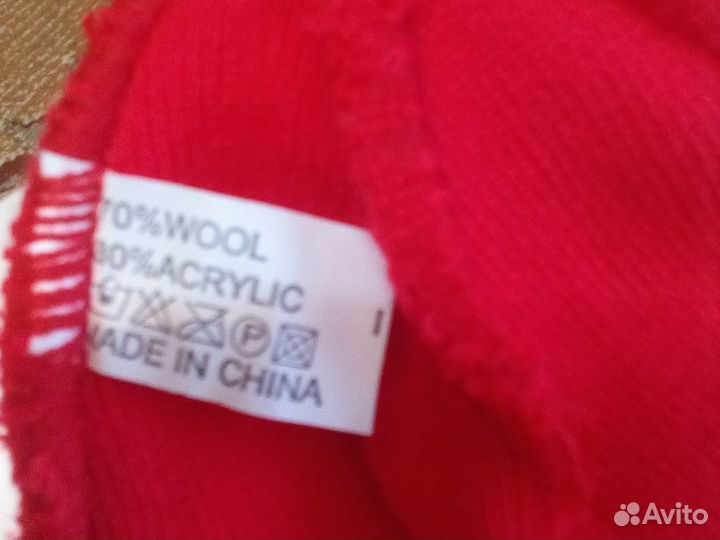 70%WOOL
30%ACRYLIC
P
MADE IN CHINA
I
Avito